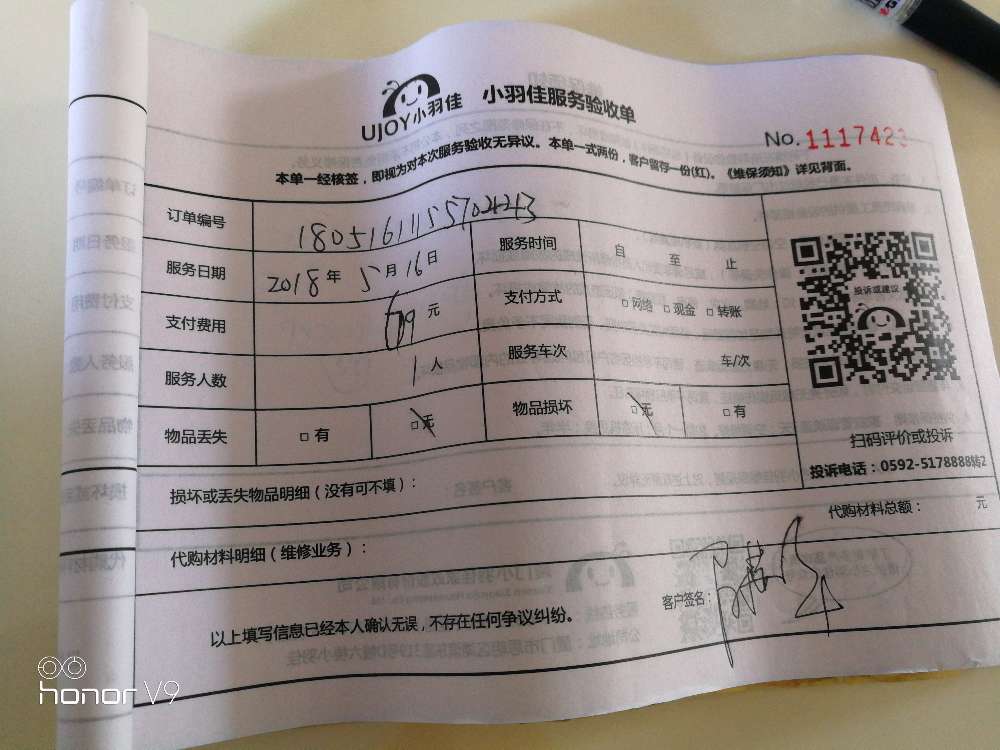 UJOY小羽佳 小羽佳服务验收单
No. 1117423
本单一经核签，即视为对本次服务验收无异议。本单一式两份，客户留存一份(红)。《维保须知》详见背面。
订单编号
服务日期 2018年 5月16日 服务时间 自 至 止
支付费用 元 支付方式 □网络 □现金 □转账
服务人数 1人 服务车次 车/次
物品丢失 □有 □无 物品损坏 □无 □有
投诉或建议
扫码评价或投诉
投诉电话：0592-5178888转2
损坏或丢失物品明细（没有可不填）：
代购材料明细（维修业务）： 代购材料总额： 元
以上填写信息已经本人确认无误，不存在任何争议纠纷。 客户签名：
honor V9